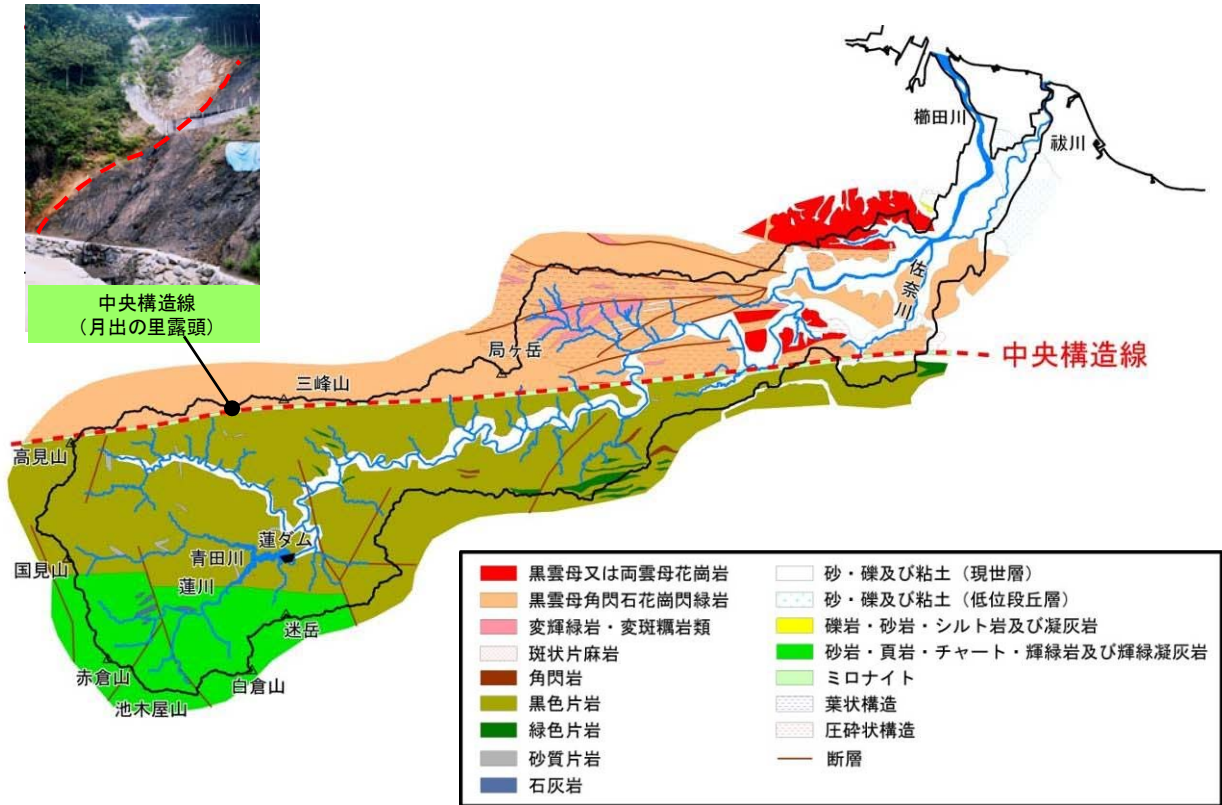 中央構造線
（月出の里露頭）
櫛田川
祓川
佐奈川
中央構造線
局ヶ岳
三峰山
高見山
蓮ダム
青田川
蓮川
国見山
迷岳
赤倉山
白倉山
池木屋山
黒雲母又は両雲母花崗岩
黒雲母角閃石花崗閃緑岩
変輝緑岩・変斑糲岩類
斑状片麻岩
角閃岩
黒色片岩
緑色片岩
砂質片岩
石灰岩
砂・礫及び粘土（現世層）
砂・礫及び粘土（低位段丘層）
礫岩・砂岩・シルト岩及び凝灰岩
砂岩・頁岩・チャート・輝緑岩及び輝緑凝灰岩
ミロナイト
葉状構造
圧砕状構造
断層